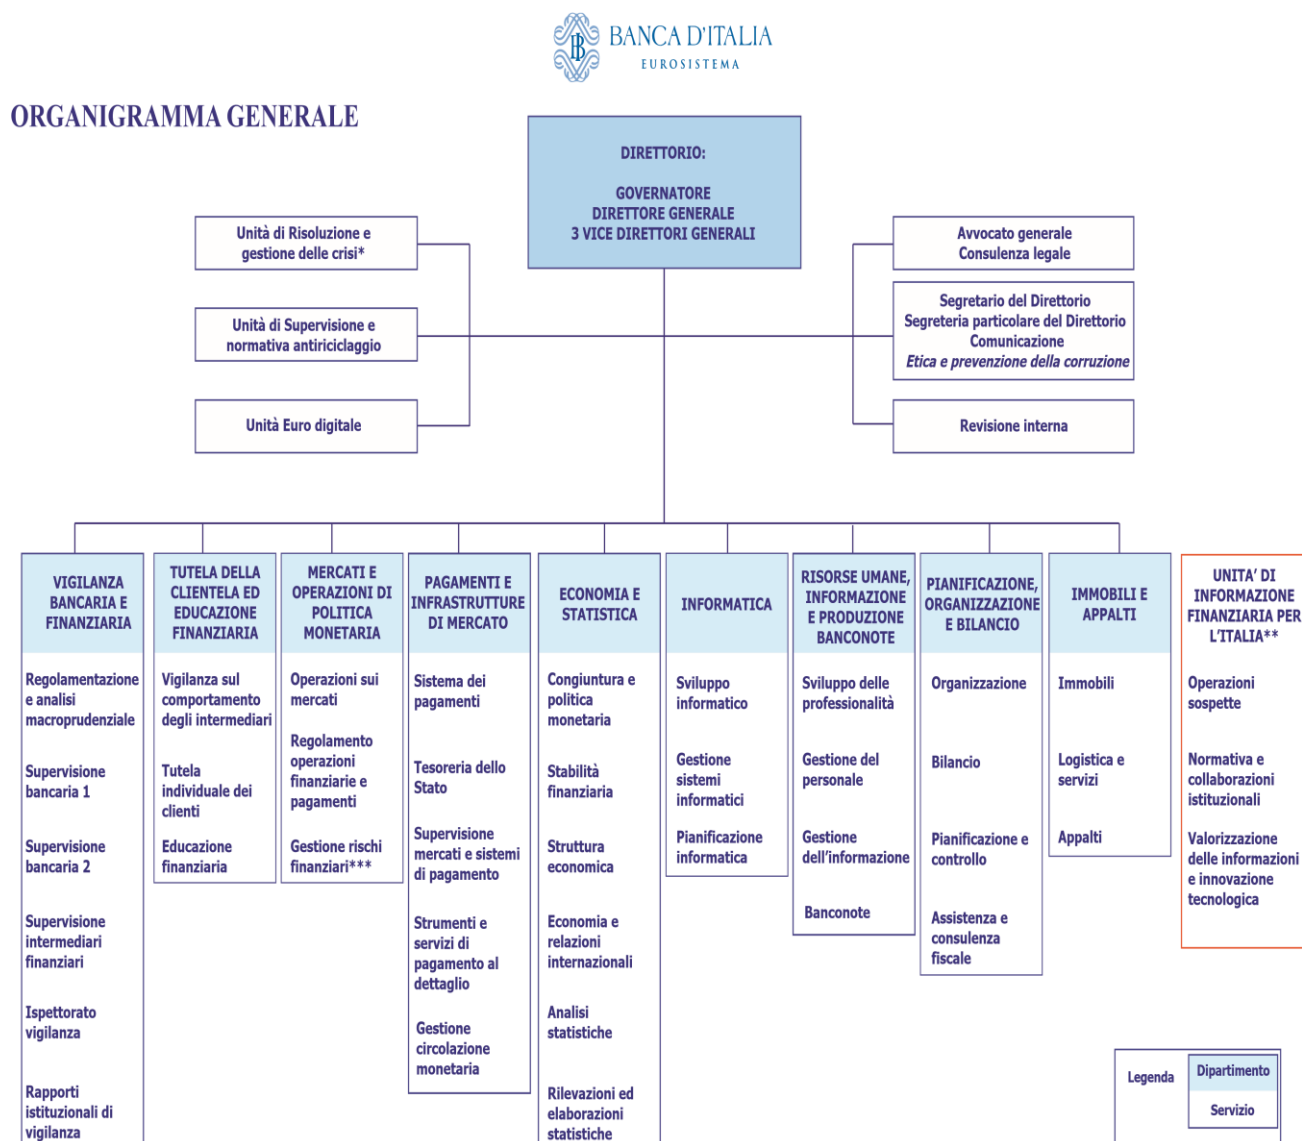 BANCA D'ITALIA
EUROSISTEMA
ORGANIGRAMMA GENERALE
DIRETTORIO:
GOVERNATORE
DIRETTORE GENERALE
3 VICE DIRETTORI GENERALI
Unità di Risoluzione e
gestione delle crisi*
Unità di Supervisione e
normativa antiriciclaggio
Unità Euro digitale
Avvocato generale
Consulenza legale
Segretario del Direttorio
Segreteria particolare del Direttorio
Comunicazione
Etica e prevenzione della corruzione
Revisione interna
VIGILANZA
BANCARIA E
FINANZIARIA
Regolamentazione
e analisi
macroprudenziale
Supervisione
bancaria 1
Supervisione
bancaria 2
Supervisione
intermediari
finanziari
Ispettorato
vigilanza
Rapporti
istituzionali di
vigilanza
TUTELA DELLA
CLIENTELA ED
EDUCAZIONE
FINANZIARIA
Vigilanza sul
comportamento
degli intermediari
Tutela
individuale dei
clienti
Educazione
finanziaria
MERCATI E
OPERAZIONI DI
POLITICA
MONETARIA
Operazioni sui
mercati
Regolamento
operazioni
finanziarie e
pagamenti
Gestione rischi
finanziari***
PAGAMENTI E
INFRASTRUTTURE
DI MERCATO
Sistema dei
pagamenti
Tesoreria dello
Stato
Supervisione
mercati e sistemi
di pagamento
Strumenti e
servizi di
pagamento al
dettaglio
Gestione
circolazione
monetaria
ECONOMIA E
STATISTICA
Congiuntura e
politica
monetaria
Stabilità
finanziaria
Struttura
economica
Economia e
relazioni
internazionali
Analisi
statistiche
Rilevazioni ed
elaborazioni
statistiche
INFORMATICA
Sviluppo
informatico
Gestione
sistemi
informatici
Pianificazione
informatica
RISORSE UMANE,
INFORMAZIONE
E PRODUZIONE
BANCONOTE
Sviluppo delle
professionalità
Gestione del
personale
Gestione
dell'informazione
Banconote
PIANIFICAZIONE,
ORGANIZZAZIONE
E BILANCIO
Organizzazione
Bilancio
Pianificazione e
controllo
Assistenza e
consulenza
fiscale
IMMOBILI E
APPALTI
Immobili
Logistica e
servizi
Appalti
UNITA' DI
INFORMAZIONE
FINANZIARIA PER
L'ITALIA**
Operazioni
sospette
Normativa e
collaborazioni
istituzionali
Valorizzazione
delle informazioni
e innovazione
tecnologica
Legenda
Dipartimento
Servizio